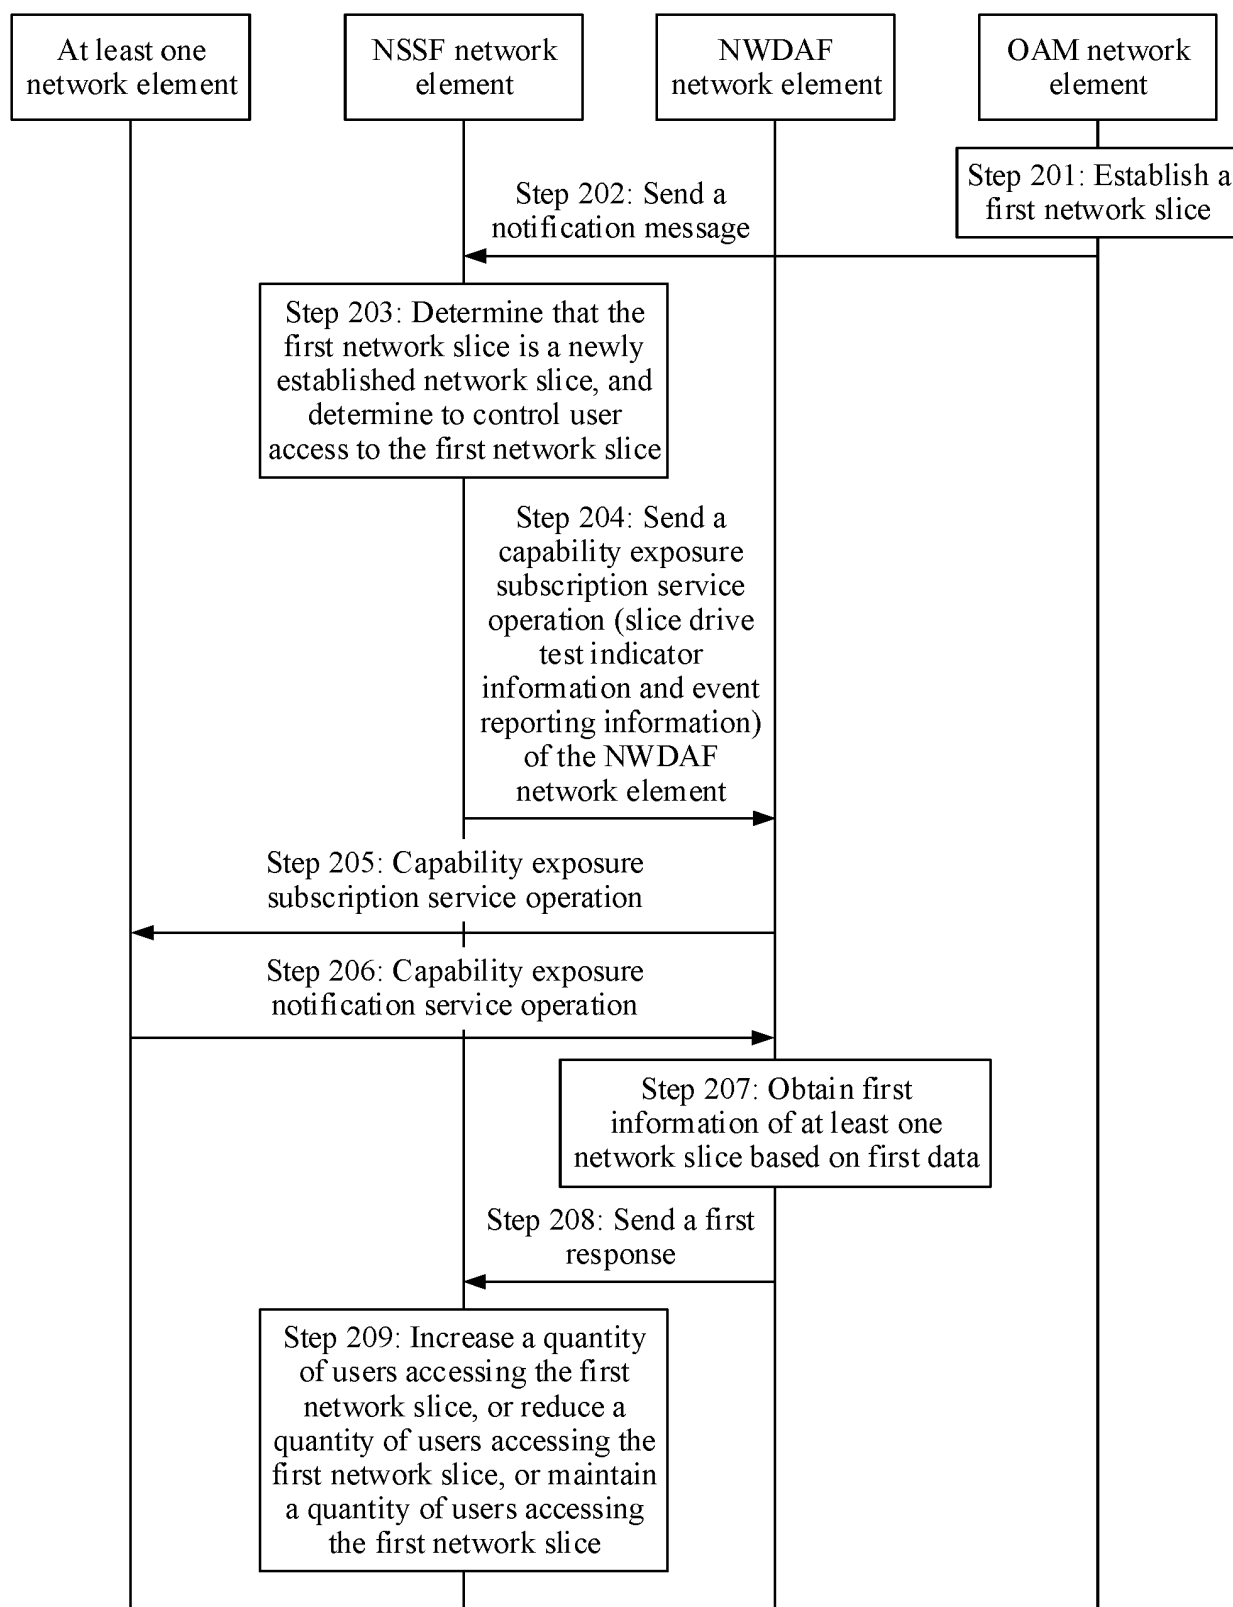 At least one
network element
NSSF network
element
NWDAF
network element
OAM network
element
Step 201: Establish a
first network slice
Step 202: Send a
notification message
Step 203: Determine that the
first network slice is a newly
established network slice, and
determine to control user
access to the first network slice
Step 204: Send a
capability exposure
subscription service
operation (slice drive
test indicator
information and event
reporting information)
of the NWDAF
network element
Step 205: Capability exposure
subscription service operation
Step 206: Capability exposure
notification service operation
Step 207: Obtain first
information of at least one
network slice based on first data
Step 208: Send a first
response
Step 209: Increase a quantity
of users accessing the first
network slice, or reduce a
quantity of users accessing the
first network slice, or maintain
a quantity of users accessing
the first network slice